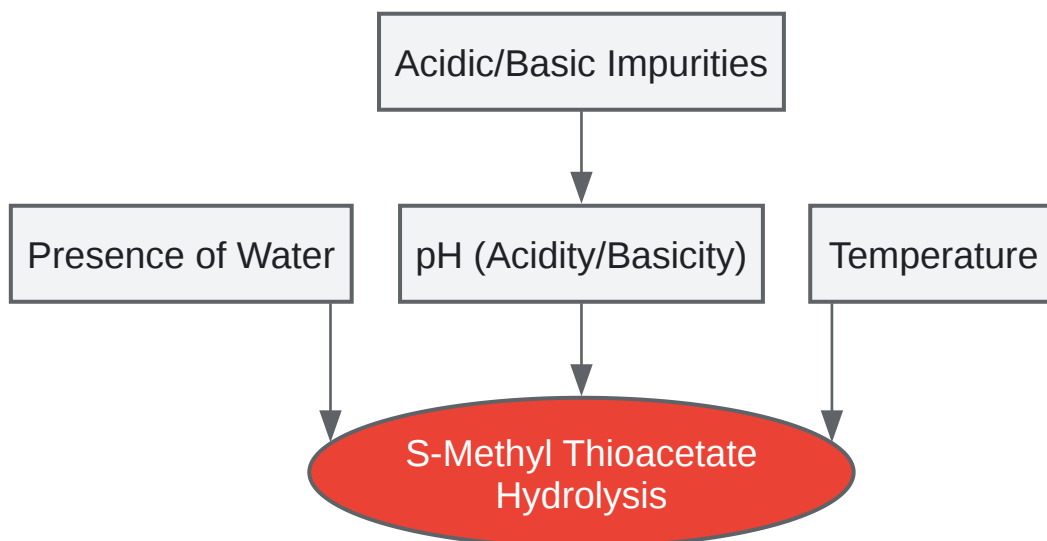 Acidic/Basic Impurities
Presence of Water
pH (Acidity/Basicity)
Temperature
S-Methyl Thioacetate
Hydrolysis